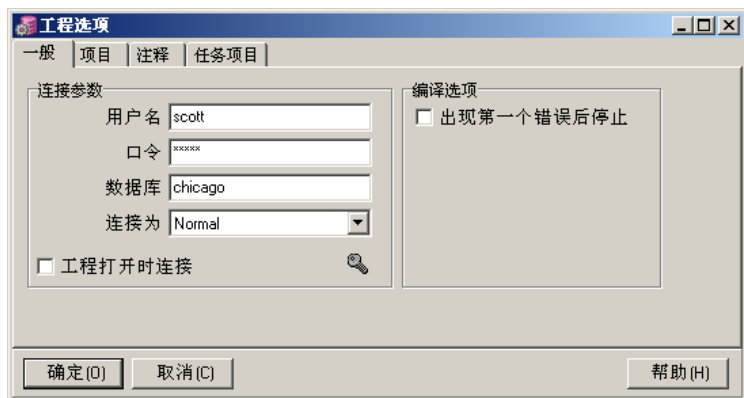 工程选项
一般 项目 注释 任务项目
连接参数
用户名 scott
口令 *****
数据库 chicago
连接为 Normal
工程打开时连接
编译选项
出现第一个错误后停止
确定(O) 取消(C) 帮助(H)